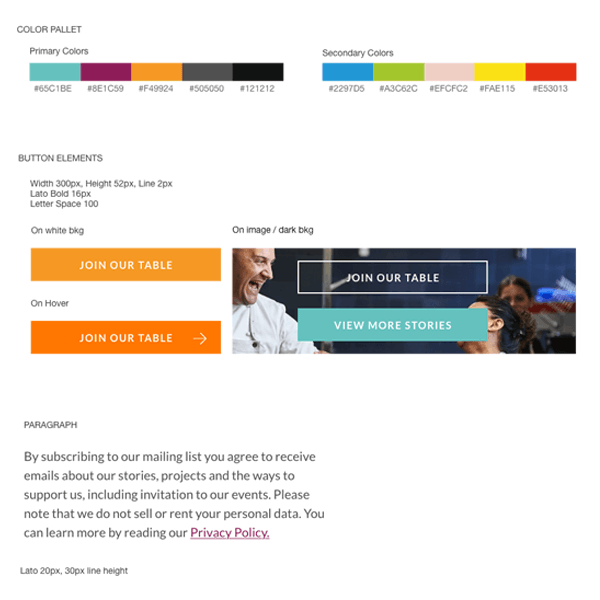 COLOR PALLET
Primary Colors
Secondary Colors
#65C1BE #8E1C59 #F49924 #505050 #121212
#2297D5 #A3C62C #EFCFC2 #FAE115 #E53013
BUTTON ELEMENTS
Width 300px, Height 52px, Line 2px
Lato Bold 16px
Letter Space 100
On white bkg
On image / dark bkg
JOIN OUR TABLE
JOIN OUR TABLE
On Hover
VIEW MORE STORIES
JOIN OUR TABLE
PARAGRAPH
By subscribing to our mailing list you agree to receive
emails about our stories, projects and the ways to
support us, including invitation to our events. Please
note that we do not sell or rent your personal data. You
can learn more by reading our Privacy Policy.
Lato 20px, 30px line height